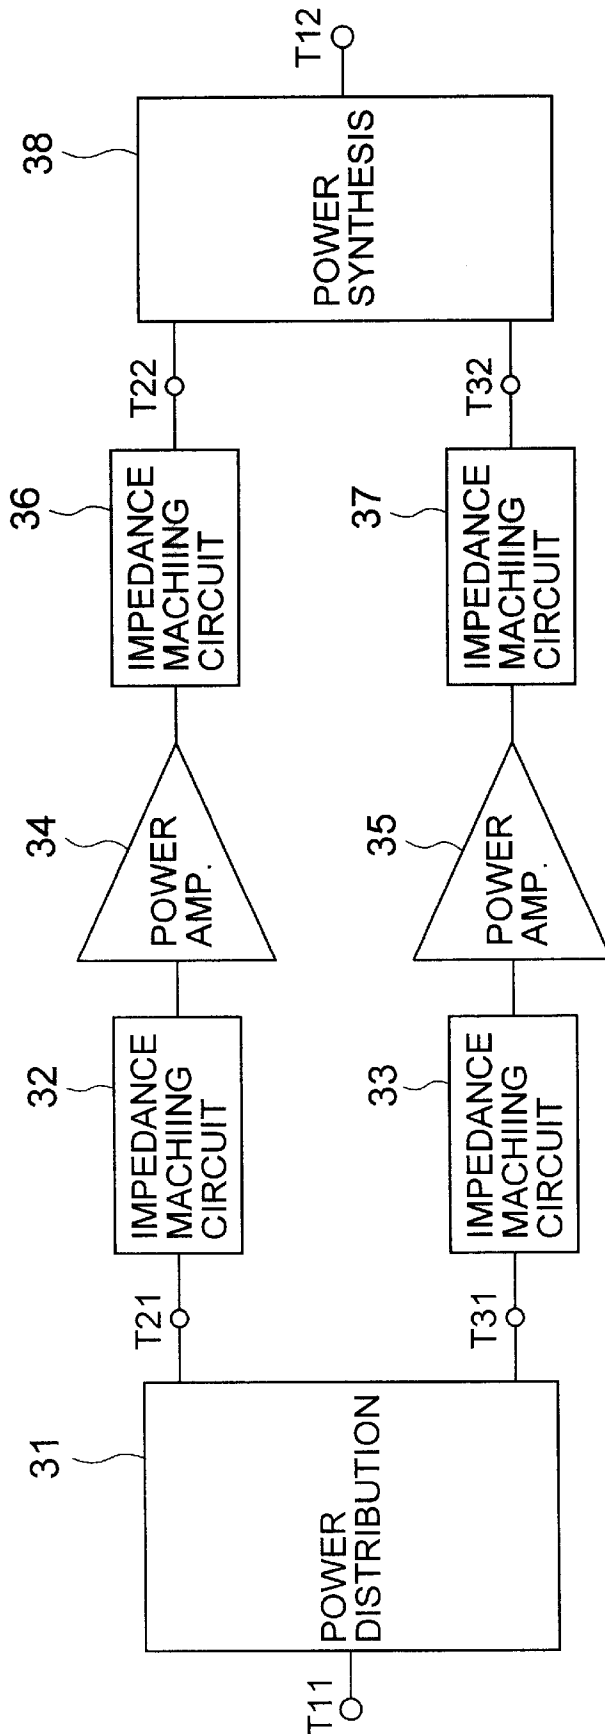 T11
31
POWER
DISTRIBUTION
T21
T31
32
IMPEDANCE
MACHIING
CIRCUIT
33
IMPEDANCE
MACHIING
CIRCUIT
34
POWER
AMP.
35
POWER
AMP.
36
IMPEDANCE
MACHIING
CIRCUIT
37
IMPEDANCE
MACHIING
CIRCUIT
T22
T32
38
POWER
SYNTHESIS
T12